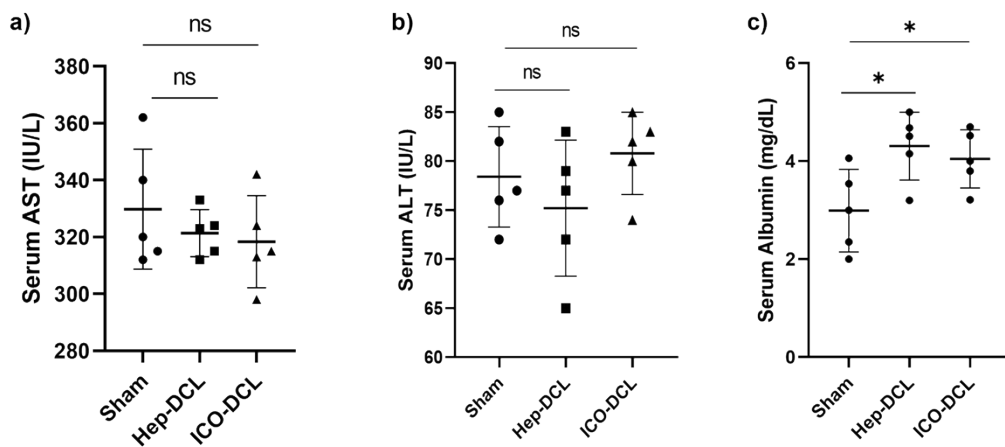 a)
ns
ns
Serum AST (IU/L)
380
360
340
320
300
280
Sham
Hep-DCL
ICO-DCL
b)
ns
ns
Serum ALT (IU/L)
90
85
80
75
70
65
60
Sham
Hep-DCL
ICO-DCL
c)
*
*
Serum Albumin (mg/dL)
6
4
2
0
Sham
Hep-DCL
ICO-DCL